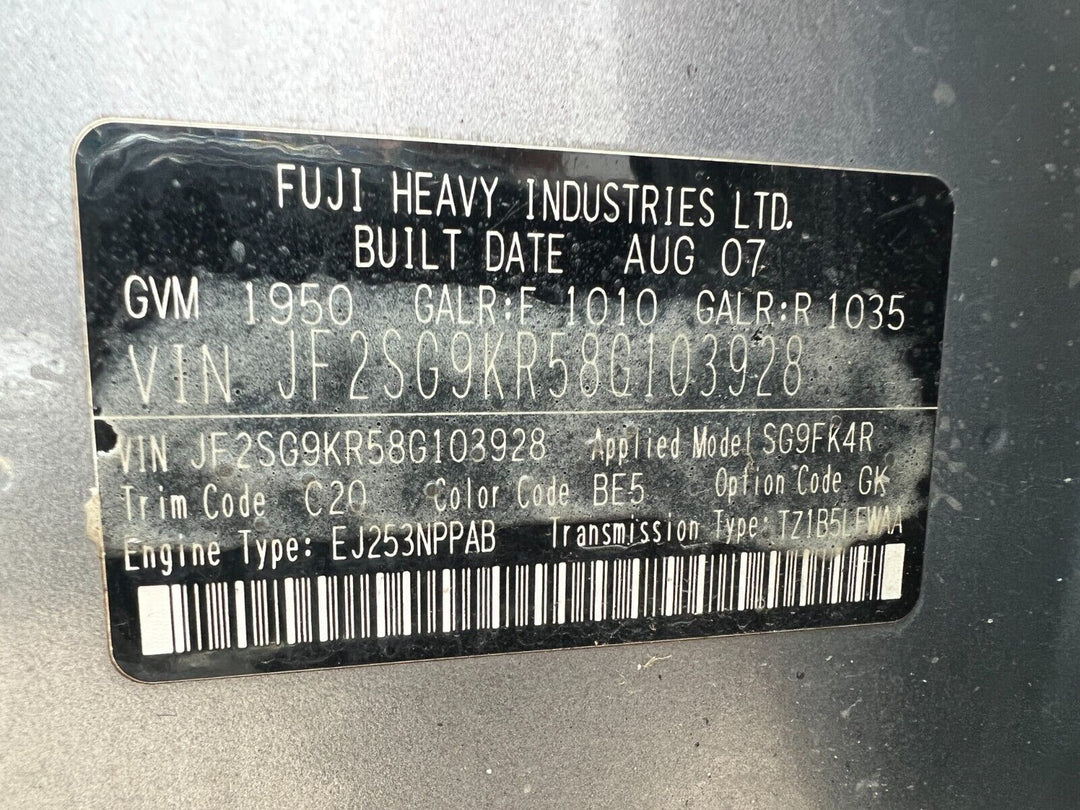 FUJI HEAVY INDUSTRIES LTD.
BUILT DATE AUG 07
GVM 1950 GALR:F 1010 GALR:R 1035
VIN JF2SG9KR58G103928
VIN JF2SG9KR58G103928 Applied Model SG9FK4R
Trim Code C20 Color Code BE5 Option Code GK
Engine Type: EJ253NPPAB Transmission Type: TZ1B5LFWAA